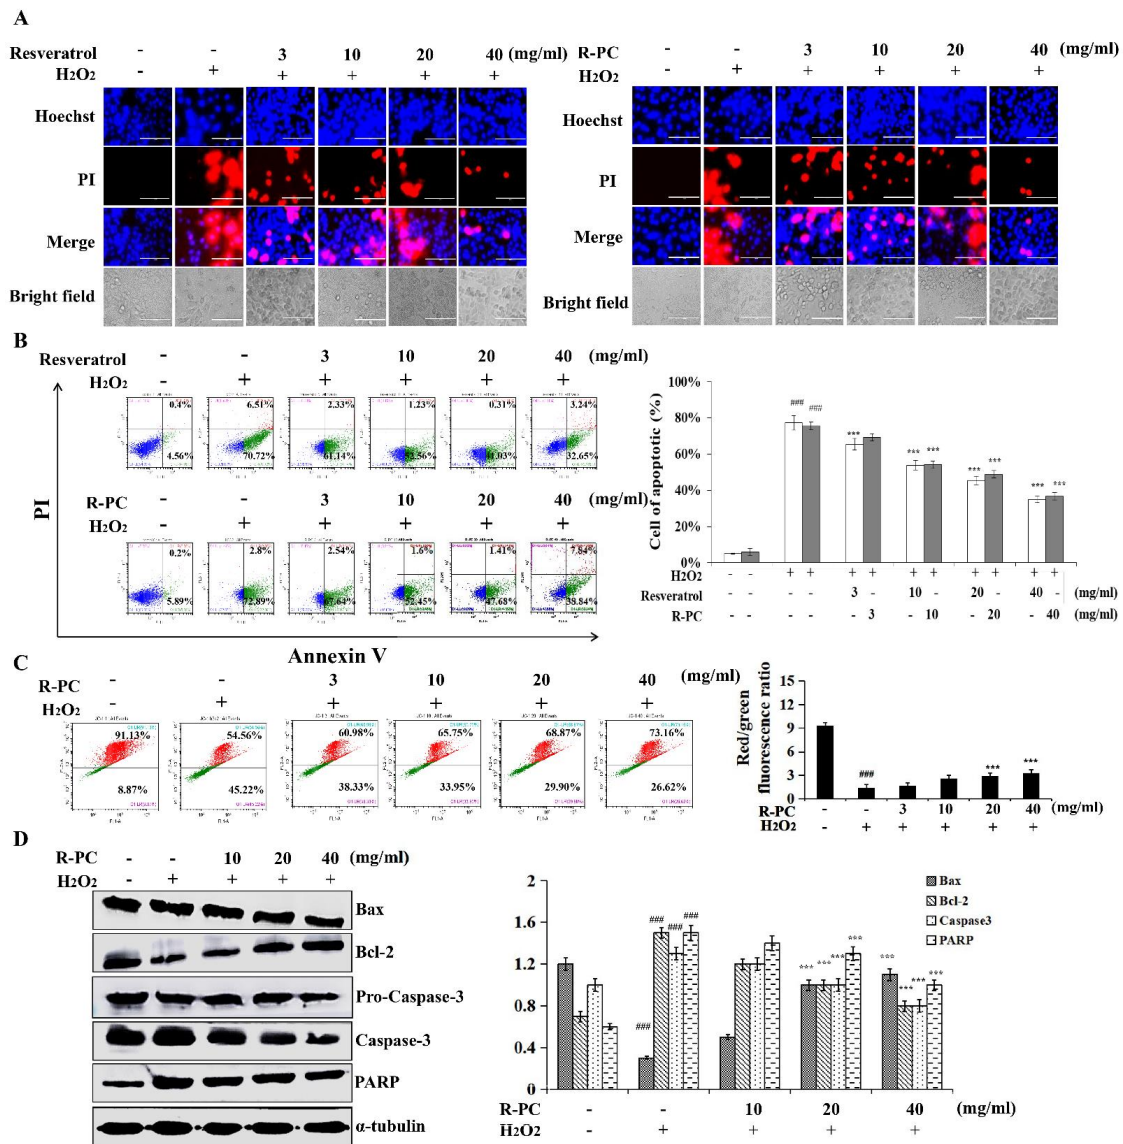 A
Resveratrol - - 3 10 20 40 (mg/ml)
H2O2 - + + + + +
Hoechst
PI
Merge
Bright field
R-PC - - 3 10 20 40 (mg/ml)
H2O2 - + + + + +
Hoechst
PI
Merge
Bright field
B
Resveratrol - - 3 10 20 40 (mg/ml)
H2O2 - + + + + +
0.4% 6.51% 2.33% 1.23% 0.31% 3.24%
4.56% 70.72% 61.14% 32.65%
R-PC - - 3 10 20 40 (mg/ml)
H2O2 - + + + + +
0.2% 2.8% 2.54% 1.6% 1.41% 7.64%
5.89% 72.89% 67.64% 52.45% 47.68% 38.84%
PI
Annexin V
Cell of apoptotic (%)
100%
80%
60%
40%
20%
0%
### ###
***
*** ***
*** ***
*** ***
H2O2 - - + + + + + + + + + +
Resveratrol - - - - 3 - 10 - 20 - 40 - (mg/ml)
R-PC - - - - - 3 - 10 - 20 - 40 (mg/ml)
C
R-PC - - 3 10 20 40 (mg/ml)
H2O2 - + + + + +
91.13% 54.56% 60.98% 65.75% 68.87% 73.16%
8.87% 45.22% 38.33% 33.95% 29.90% 26.62%
Red/green
fluorescence ratio
15
9
6
3
0
### *** ***
R-PC - - 3 10 20 40 (mg/ml)
H2O2 - + + + + +
D
R-PC - - 10 20 40 (mg/ml)
H2O2 - + + + +
Bax
Bcl-2
Pro-Caspase-3
Caspase-3
PARP
α-tubulin
2
1.6
1.2
0.8
0.4
0
Bax
Bcl-2
Caspase3
PARP
### ### ### ###
*** *** *** ***
*** *** *** ***
R-PC - - 10 20 40 (mg/ml)
H2O2 - + + + +